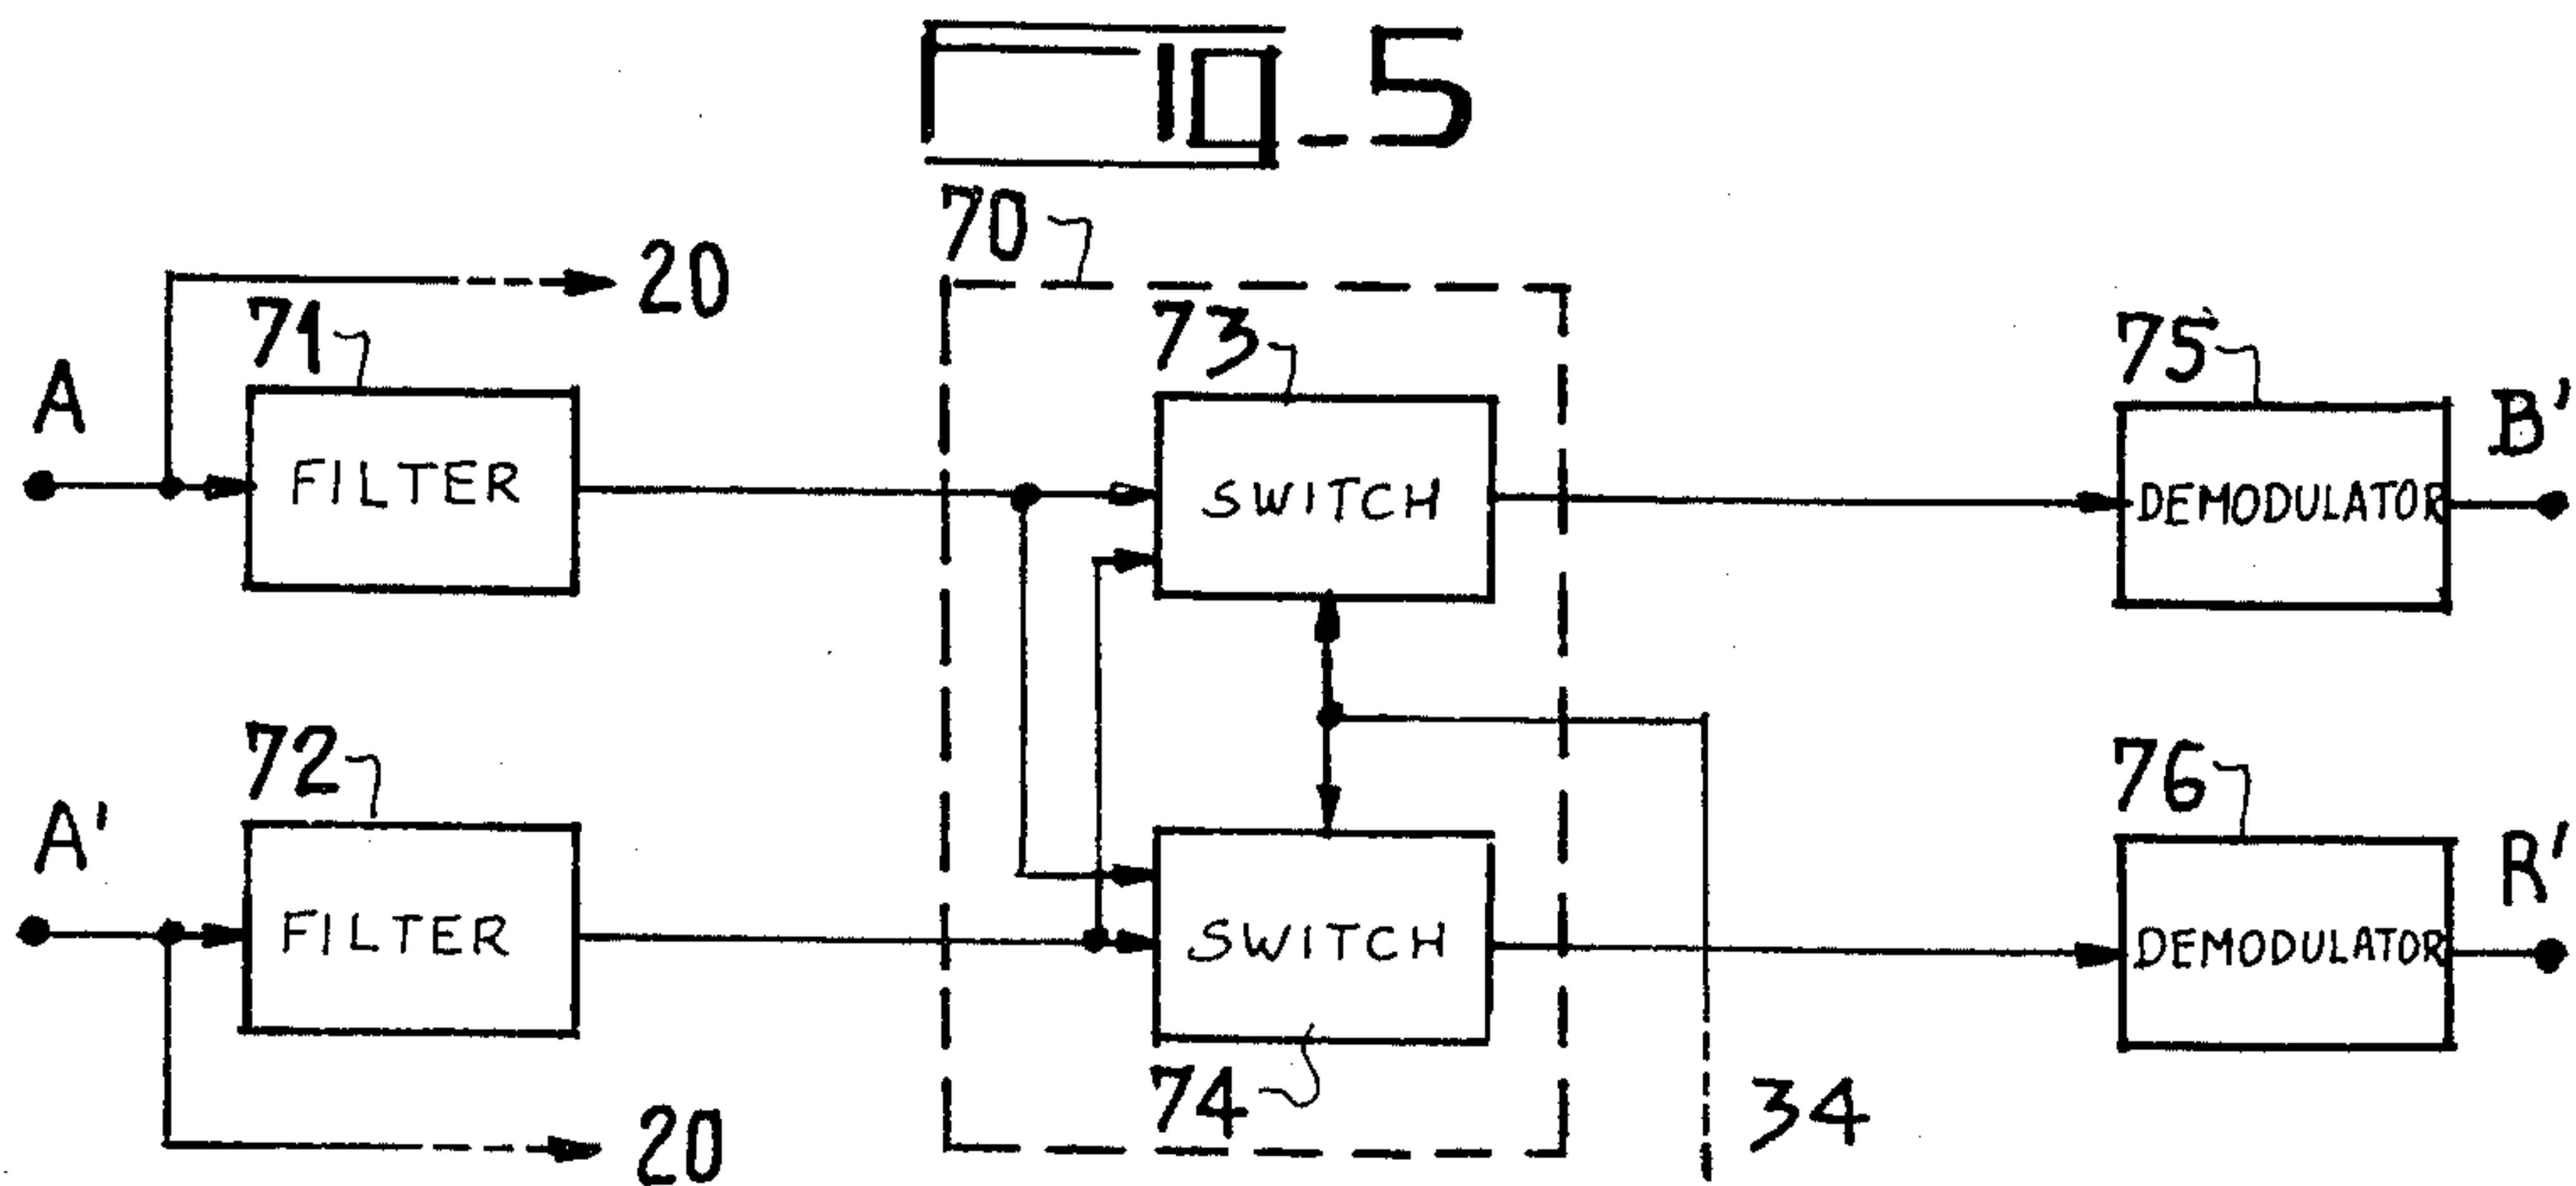 FIG_5
70
20
71
73
75
A
FILTER
SWITCH
DEMODULATOR
B'
72
76
A'
FILTER
SWITCH
DEMODULATOR
R'
74
34
20